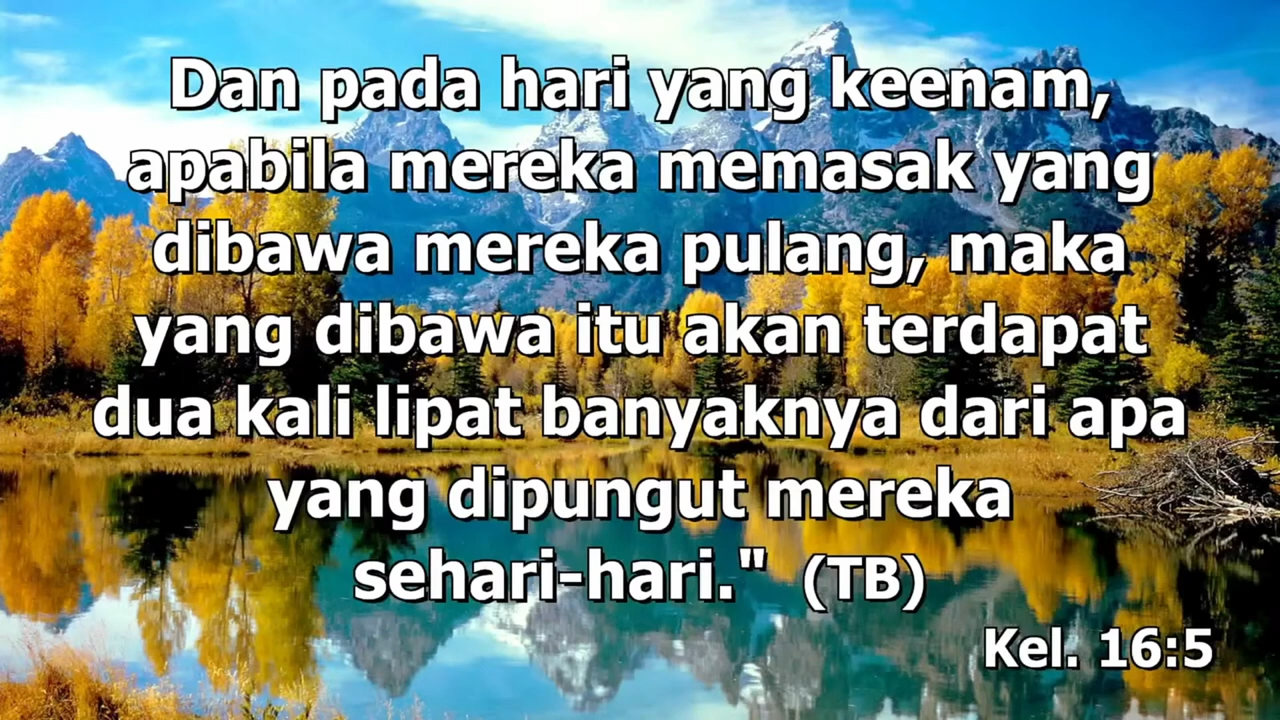 Dan pada hari yang keenam,
apabila mereka memasak yang
dibawa mereka pulang, maka
yang dibawa itu akan terdapat
dua kali lipat banyaknya dari apa
yang dipungut mereka
sehari-hari." (TB)
Kel. 16:5